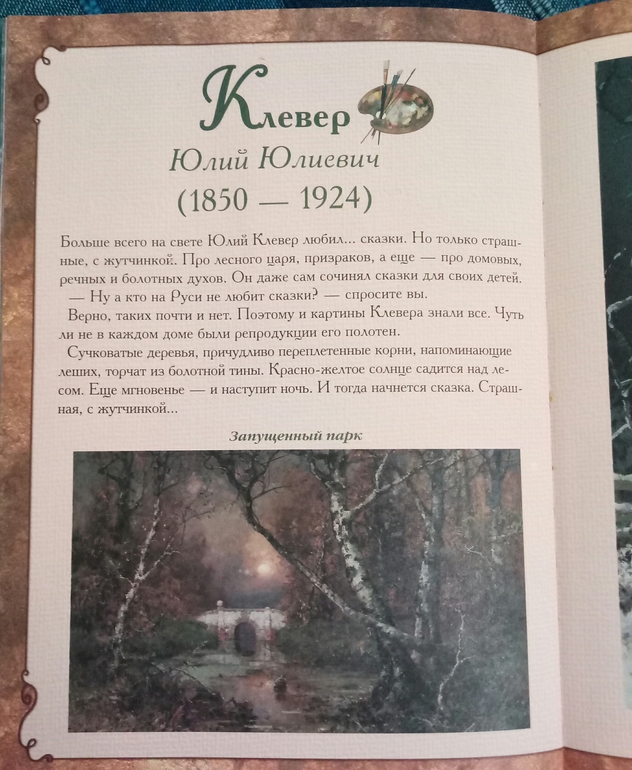 Клевер
Юлий Юлиевич
(1850 — 1924)
Больше всего на свете Юлий Клевер любил... сказки. Но только страш-
ные, с жутчинкой. Про лесного царя, призраков, а еще — про домовых,
речных и болотных духов. Он даже сам сочинял сказки для своих детей.
— Ну а кто на Руси не любит сказки? — спросите вы.
Верно, таких почти и нет. Поэтому и картины Клевера знали все. Чуть
ли не в каждом доме были репродукции его полотен.
Сучковатые деревья, причудливо переплетенные корни, напоминающие
леших, торчат из болотной тины. Красно-желтое солнце садится над ле-
сом. Еще мгновенье — и наступит ночь. И тогда начнется сказка. Страш-
ная, с жутчинкой...
Запущенный парк